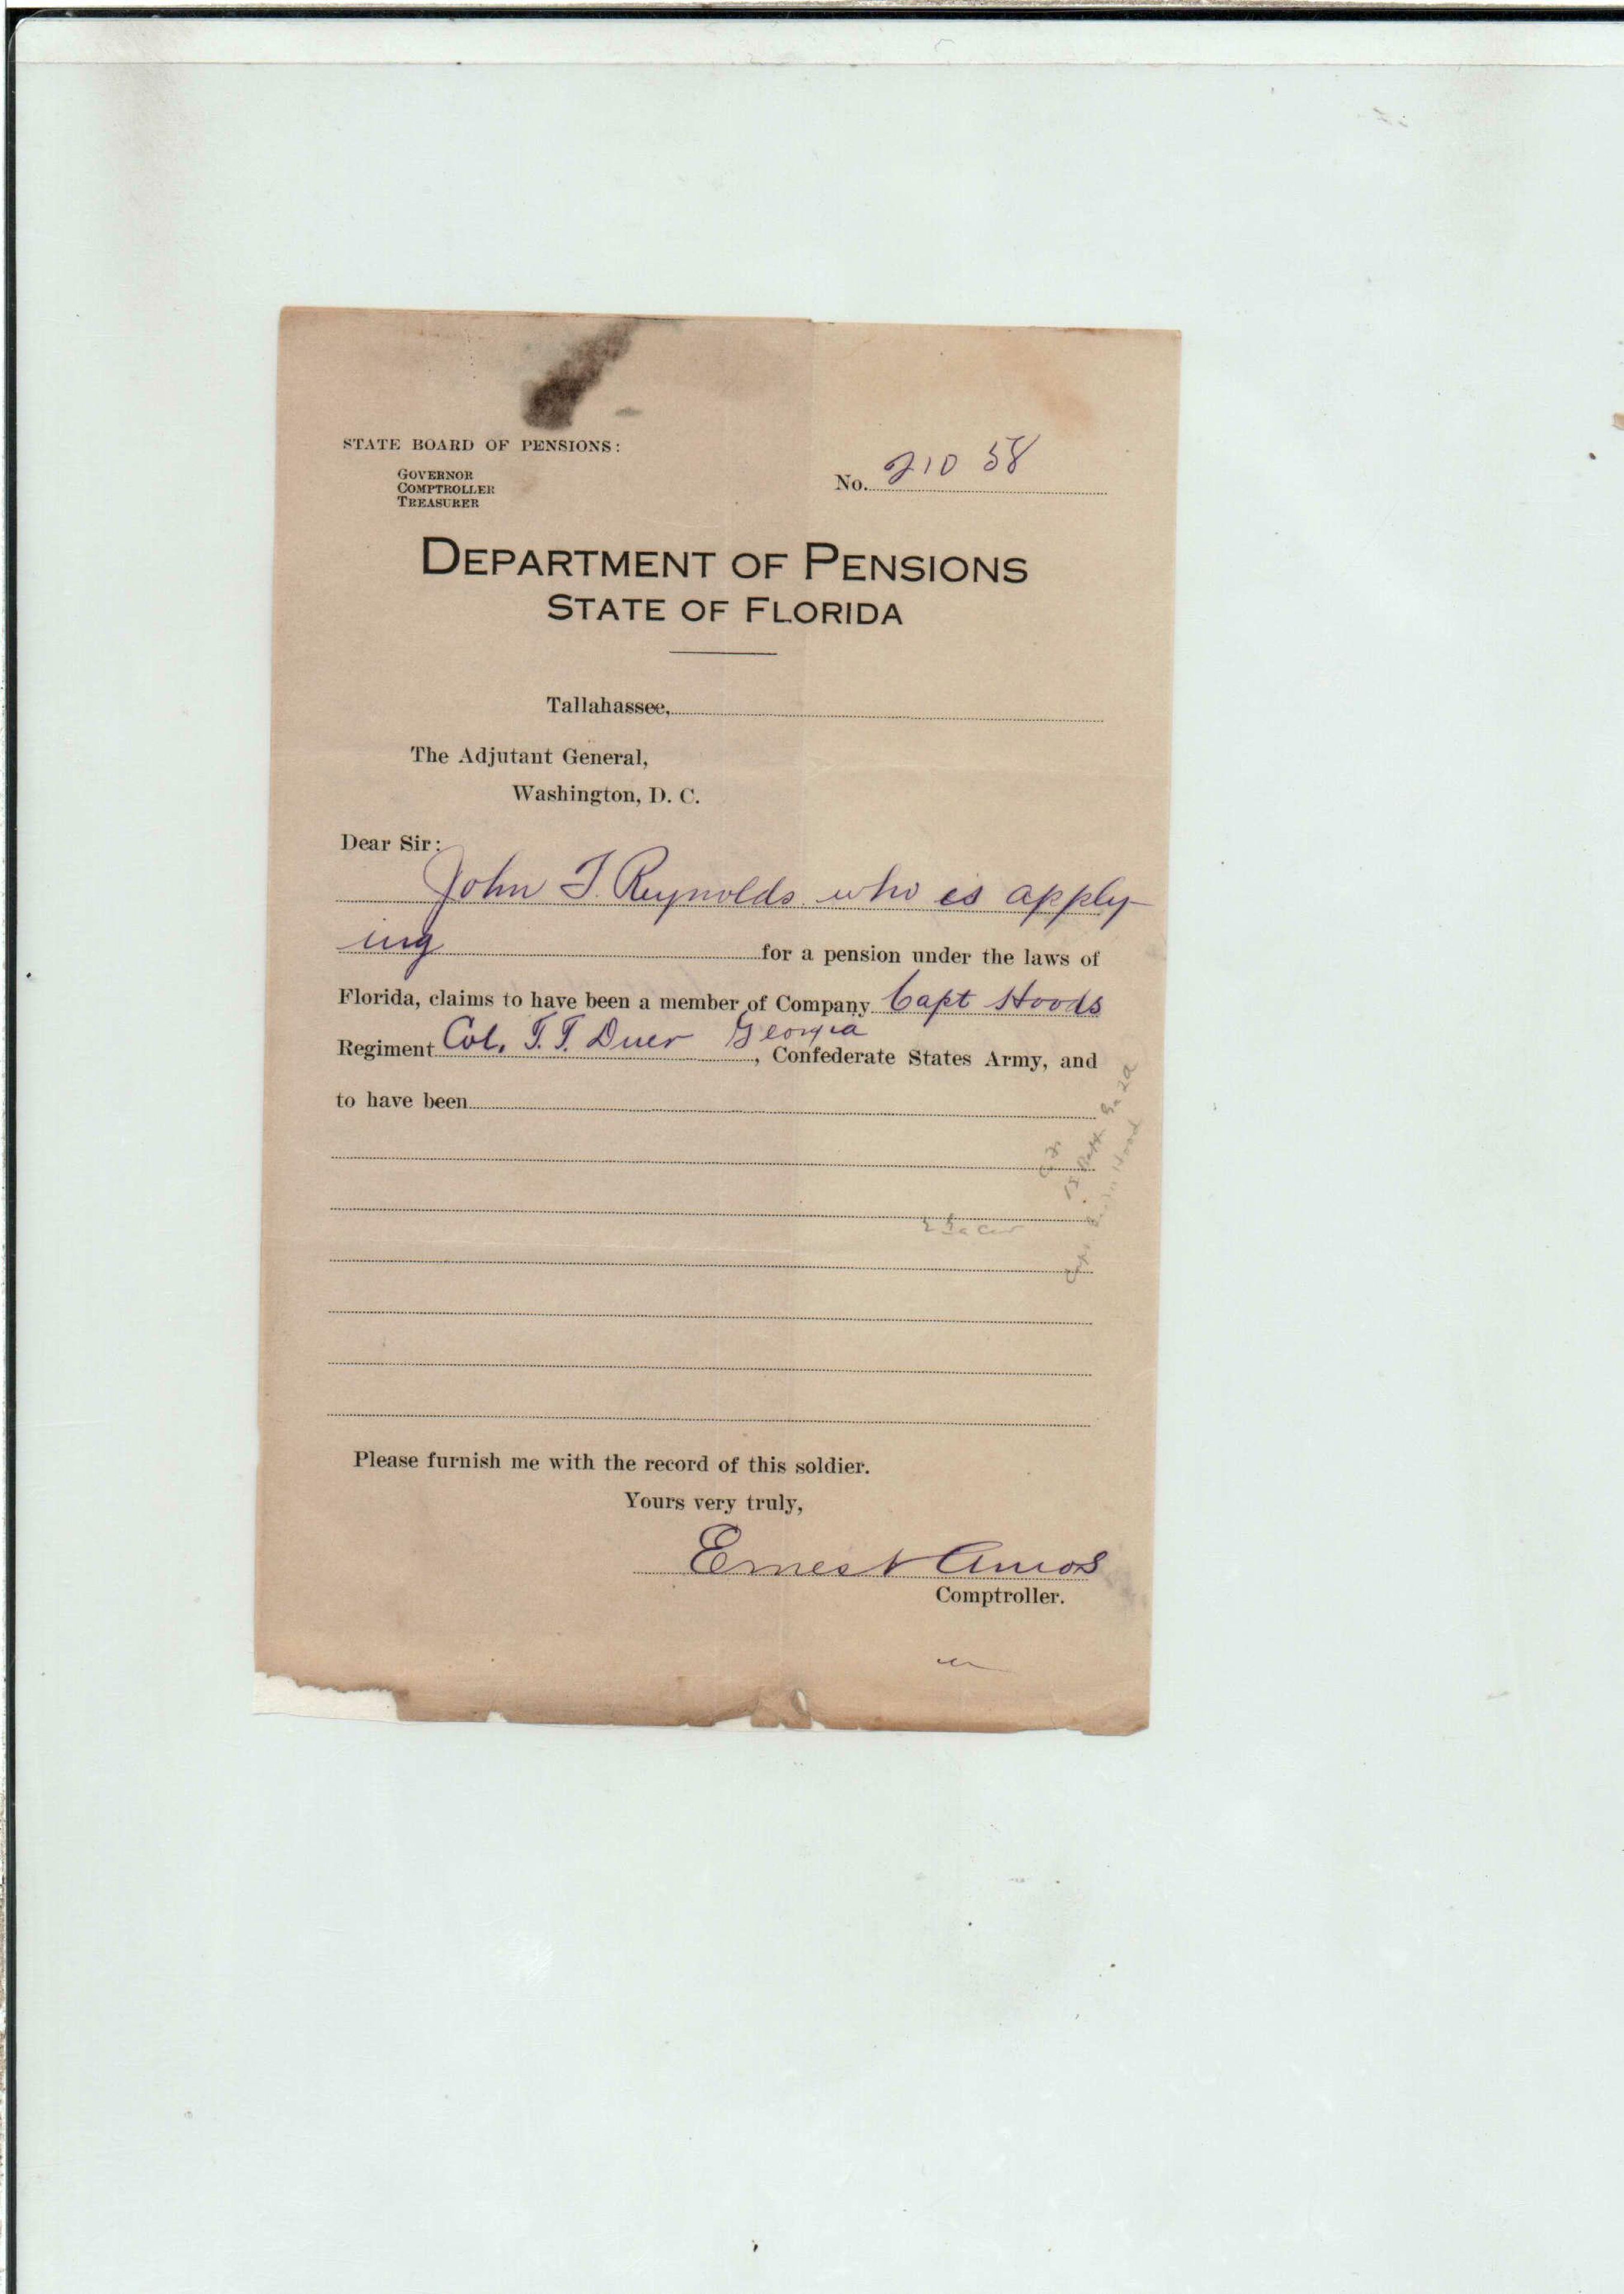 STATE BOARD OF PENSIONS:
GOVERNOR
COMPTROLLER
TREASURER
No. 21058
DEPARTMENT OF PENSIONS
STATE OF FLORIDA
Tallahassee,
The Adjutant General,
Washington, D. C.
Dear Sir:
John T. Reynolds who is apply-
ing for a pension under the laws of
Florida, claims to have been a member of Company Capt Hoods
Regiment Col. T. T. Duer Georgia, Confederate States Army, and
to have been
Hood
Please furnish me with the record of this soldier.
Yours very truly,
Ernest Amos
Comptroller.